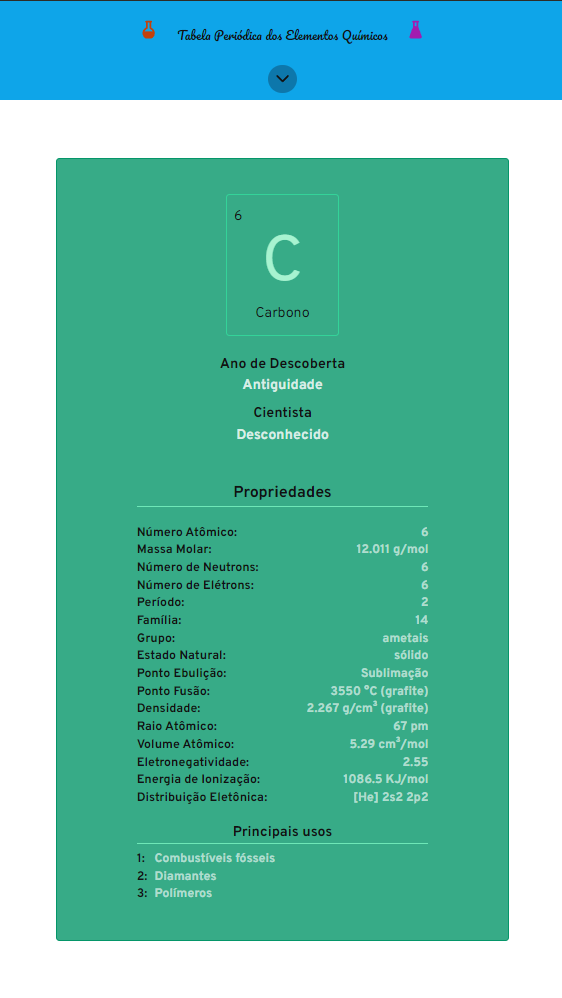 Tabela Periódica dos Elementos Químicos
6
C
Carbono
Ano de Descoberta
Antiguidade
Cientista
Desconhecido
Propriedades
Número Atômico: 6
Massa Molar: 12.011 g/mol
Número de Neutrons: 6
Número de Elétrons: 6
Período: 2
Família: 14
Grupo: ametais
Estado Natural: sólido
Ponto Ebulição: Sublimação
Ponto Fusão: 3550 °C (grafite)
Densidade: 2.267 g/cm³ (grafite)
Raio Atômico: 67 pm
Volume Atômico: 5.29 cm³/mol
Eletronegatividade: 2.55
Energia de Ionização: 1086.5 KJ/mol
Distribuição Eletônica: [He] 2s2 2p2
Principais usos
1: Combustíveis fósseis
2: Diamantes
3: Polímeros